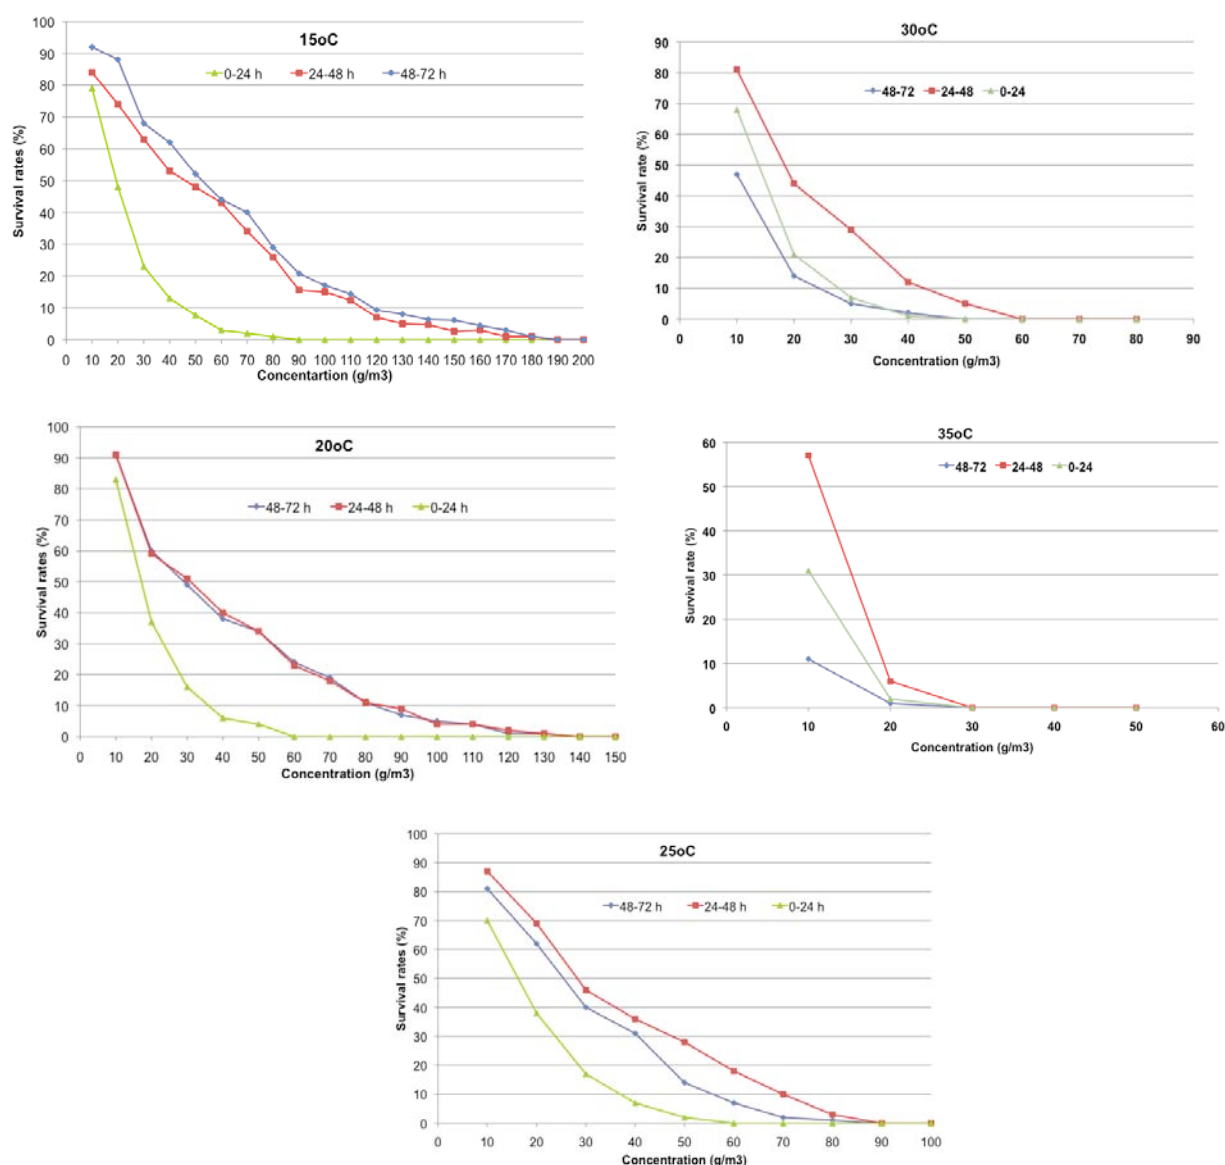 15oC
0-24 h 24-48 h 48-72 h
Survival rates (%)
100
90
80
70
60
50
40
30
20
10
0
0 10 20 30 40 50 60 70 80 90 100 110 120 130 140 150 160 170 180 190 200
Concentartion (g/m3)
30oC
48-72 24-48 0-24
Survival rate (%)
90
80
70
60
50
40
30
20
10
0
0 10 20 30 40 50 60 70 80 90
Concentration (g/m3)
20oC
48-72 h 24-48 h 0-24 h
Survival rates (%)
100
90
80
70
60
50
40
30
20
10
0
0 10 20 30 40 50 60 70 80 90 100 110 120 130 140 150
Concentration (g/m3)
35oC
48-72 24-48 0-24
Survival rate (%)
60
50
40
30
20
10
0
0 10 20 30 40 50 60
Concentration (g/m3)
25oC
48-72 h 24-48 h 0-24 h
Survival rates (%)
100
90
80
70
60
50
40
30
20
10
0
0 10 20 30 40 50 60 70 80 90 100
Concentration (g/m3)